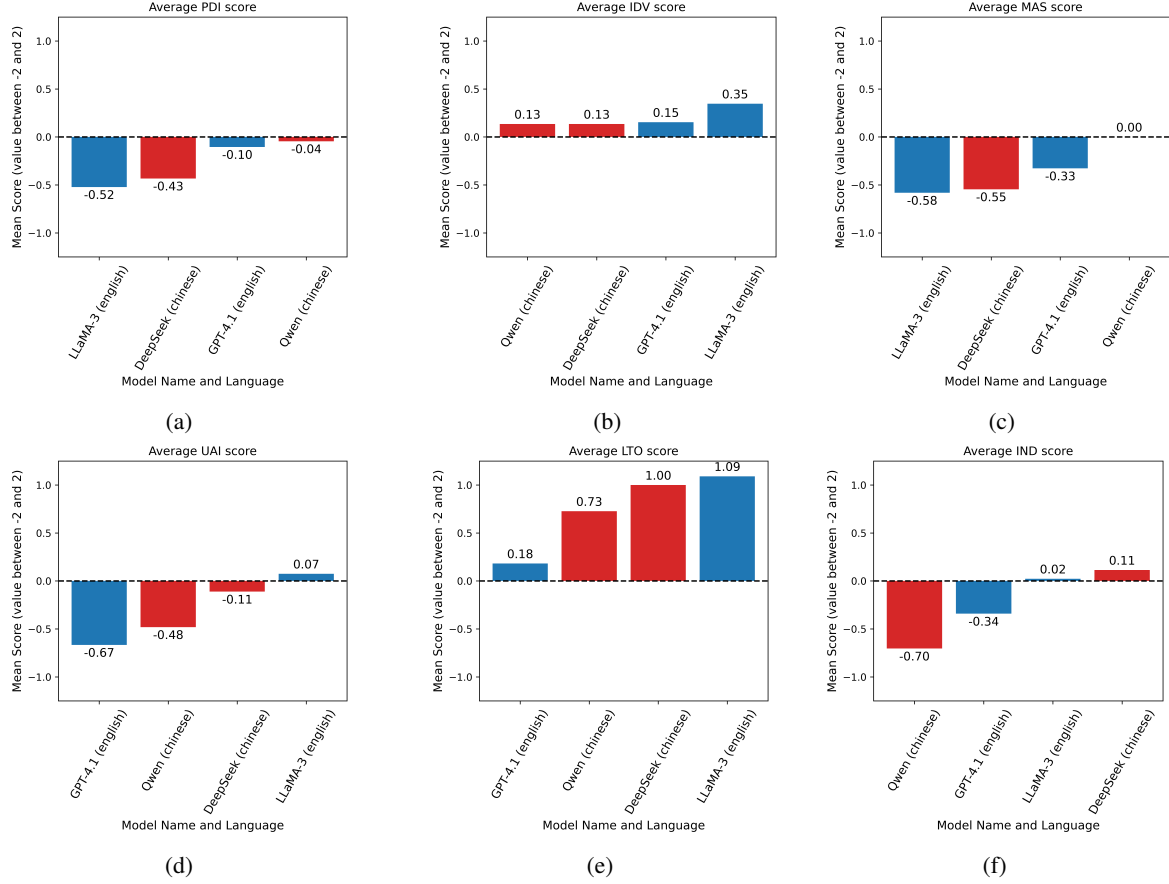 Average PDI score
Mean Score (value between -2 and 2)
1.0
0.5
0.0
−0.5
−1.0
-0.52
-0.43
-0.10
-0.04
LLaMA-3 (english)
DeepSeek (chinese)
GPT-4.1 (english)
Qwen (chinese)
Model Name and Language
(a)
Average IDV score
Mean Score (value between -2 and 2)
1.0
0.5
0.0
−0.5
−1.0
0.13
0.13
0.15
0.35
Qwen (chinese)
DeepSeek (chinese)
GPT-4.1 (english)
LLaMA-3 (english)
Model Name and Language
(b)
Average MAS score
Mean Score (value between -2 and 2)
1.0
0.5
0.0
−0.5
−1.0
-0.58
-0.55
-0.33
0.00
LLaMA-3 (english)
DeepSeek (chinese)
GPT-4.1 (english)
Qwen (chinese)
Model Name and Language
(c)
Average UAI score
Mean Score (value between -2 and 2)
1.0
0.5
0.0
−0.5
−1.0
-0.67
-0.48
-0.11
0.07
GPT-4.1 (english)
Qwen (chinese)
DeepSeek (chinese)
LLaMA-3 (english)
Model Name and Language
(d)
Average LTO score
Mean Score (value between -2 and 2)
1.0
0.5
0.0
−0.5
−1.0
0.18
0.73
1.00
1.09
GPT-4.1 (english)
Qwen (chinese)
DeepSeek (chinese)
LLaMA-3 (english)
Model Name and Language
(e)
Average IND score
Mean Score (value between -2 and 2)
1.0
0.5
0.0
−0.5
−1.0
-0.70
-0.34
0.02
0.11
Qwen (chinese)
GPT-4.1 (english)
LLaMA-3 (english)
DeepSeek (chinese)
Model Name and Language
(f)